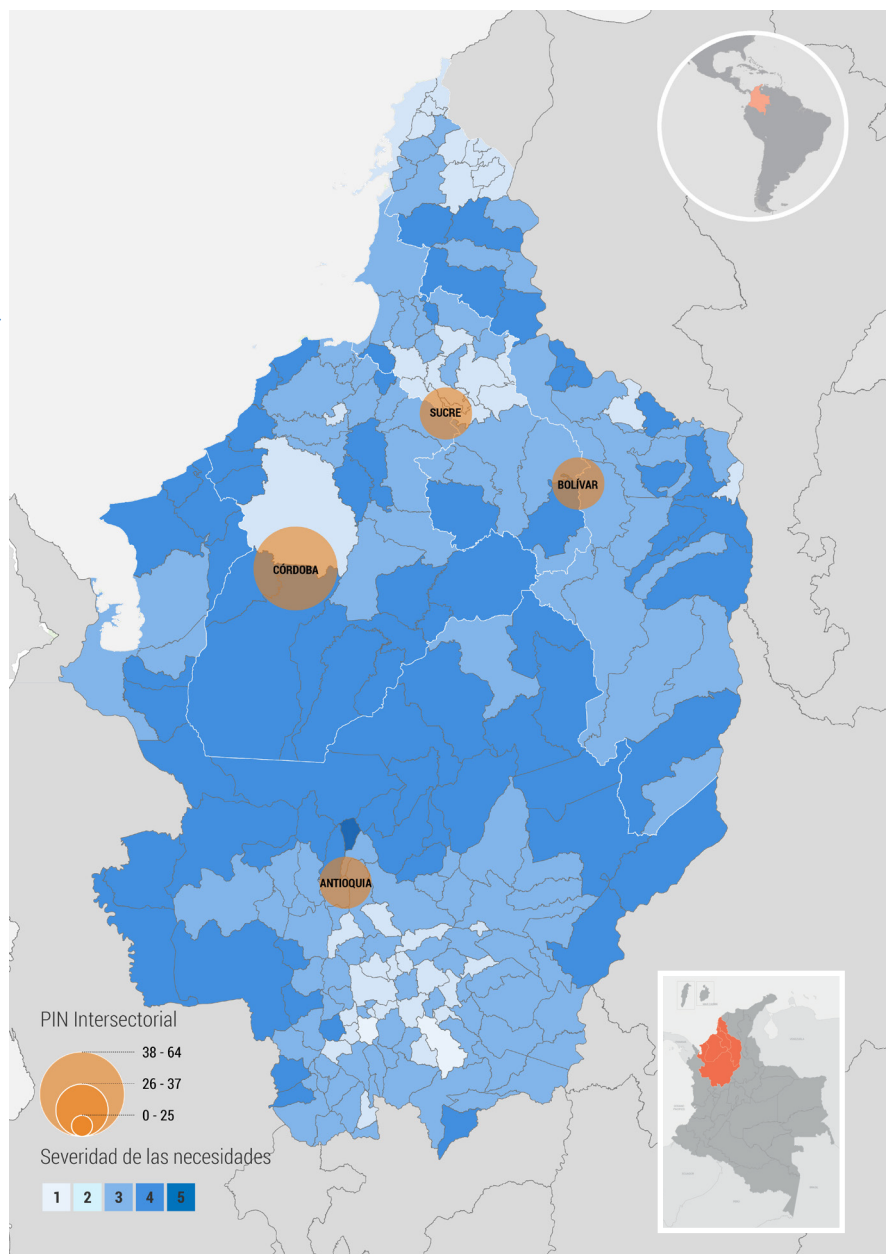 SUCRE
BOLÍVAR
CÓRDOBA
ANTIOQUIA
PIN Intersectorial
38 - 64
26 - 37
0 - 25
Severidad de las necesidades
1 2 3 4 5